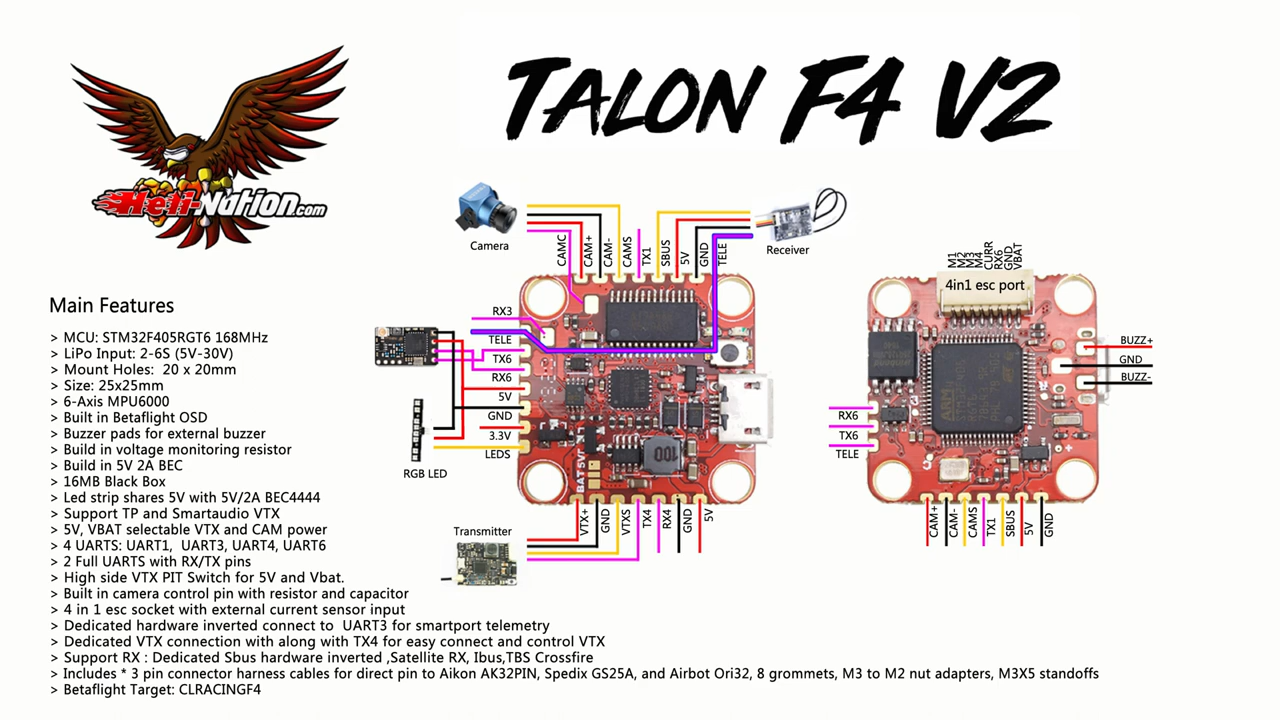 TALON F4 V2
Heli-Nation.com
Camera
CAMC
CAM+
CAM-
CAMS
TX1
SBUS
5V
GND
TELE
Receiver
RX3
TELE
TX6
RX6
5V
GND
3.3V
LEDS
RGB LED
BAT 5V
100
Transmitter
VTX+
GND
VTXS
TX4
RX4
GND
5V
M1
M2
M3
M4
CURR
RX6
GND
VBAT
4in1 esc port
BUZZ+
GND
BUZZ-
RX6
TX6
TELE
ARM
CAM+
CAM-
CAMS
TX1
SBUS
5V
GND
Main Features
> MCU: STM32F405RGT6 168MHz
> LiPo Input: 2-6S (5V-30V)
> Mount Holes: 20 x 20mm
> Size: 25x25mm
> 6-Axis MPU6000
> Built in Betaflight OSD
> Buzzer pads for external buzzer
> Build in voltage monitoring resistor
> Build in 5V 2A BEC
> 16MB Black Box
> Led strip shares 5V with 5V/2A BEC4444
> Support TP and Smartaudio VTX
> 5V, VBAT selectable VTX and CAM power
> 4 UARTS: UART1, UART3, UART4, UART6
> 2 Full UARTS with RX/TX pins
> High side VTX PIT Switch for 5V and Vbat.
> Built in camera control pin with resistor and capacitor
> 4 in 1 esc socket with external current sensor input
> Dedicated hardware inverted connect to UART3 for smartport telemetry
> Dedicated VTX connection with along with TX4 for easy connect and control VTX
> Support RX : Dedicated Sbus hardware inverted ,Satellite RX, Ibus,TBS Crossfire
> Includes * 3 pin connector harness cables for direct pin to Aikon AK32PIN, Spedix GS25A, and Airbot Ori32, 8 grommets, M3 to M2 nut adapters, M3X5 standoffs
> Betaflight Target: CLRACINGF4